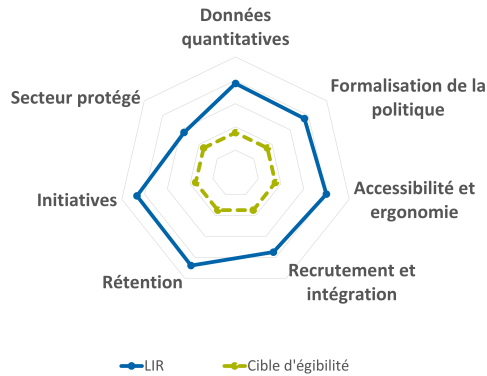 Données
quantitatives
Formalisation de la
politique
Accessibilité et
ergonomie
Recrutement et
intégration
Rétention
Initiatives
Secteur protégé
LIR
Cible d'égibilité